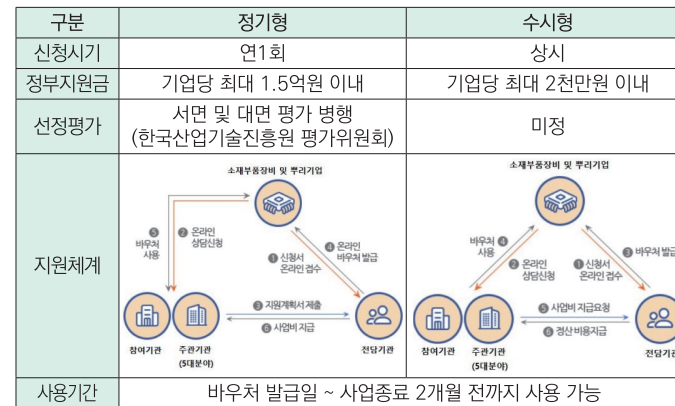 구분 정기형 수시형
신청시기 연1회 상시
정부지원금 기업당 최대 1.5억원 이내 기업당 최대 2천만원 이내
선정평가 서면 및 대면 평가 병행
(한국산업기술진흥원 평가위원회) 미정
지원체계
소재부품장비 및 뿌리기업
❺ 바우처
사용
❷ 온라인
상담신청
❹ 온라인
바우처 발급
❶ 신청서
온라인 접수
❸ 지원계획서 제출
❻ 사업비 지급
참여기관 주관기관 전담기관
(5대분야)
소재부품장비 및 뿌리기업
바우처 ❹
사용
❷ 온라인
상담신청
❸ 바우처 발급
❶ 신청서
온라인 접수
❺ 사업비 지급요청
❻ 정산 비용지급
참여기관 주관기관 전담기관
(5대분야)
사용기간 바우처 발급일 ~ 사업종료 2개월 전까지 사용 가능